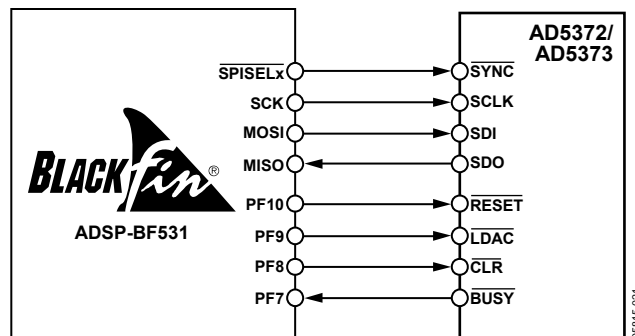 AD5372/
AD5373
SPISELx SYNC
SCK SCLK
MOSI SDI
MISO SDO
BLACKfin®
PF10 RESET
ADSP-BF531
PF9 LDAC
PF8 CLR
PF7 BUSY